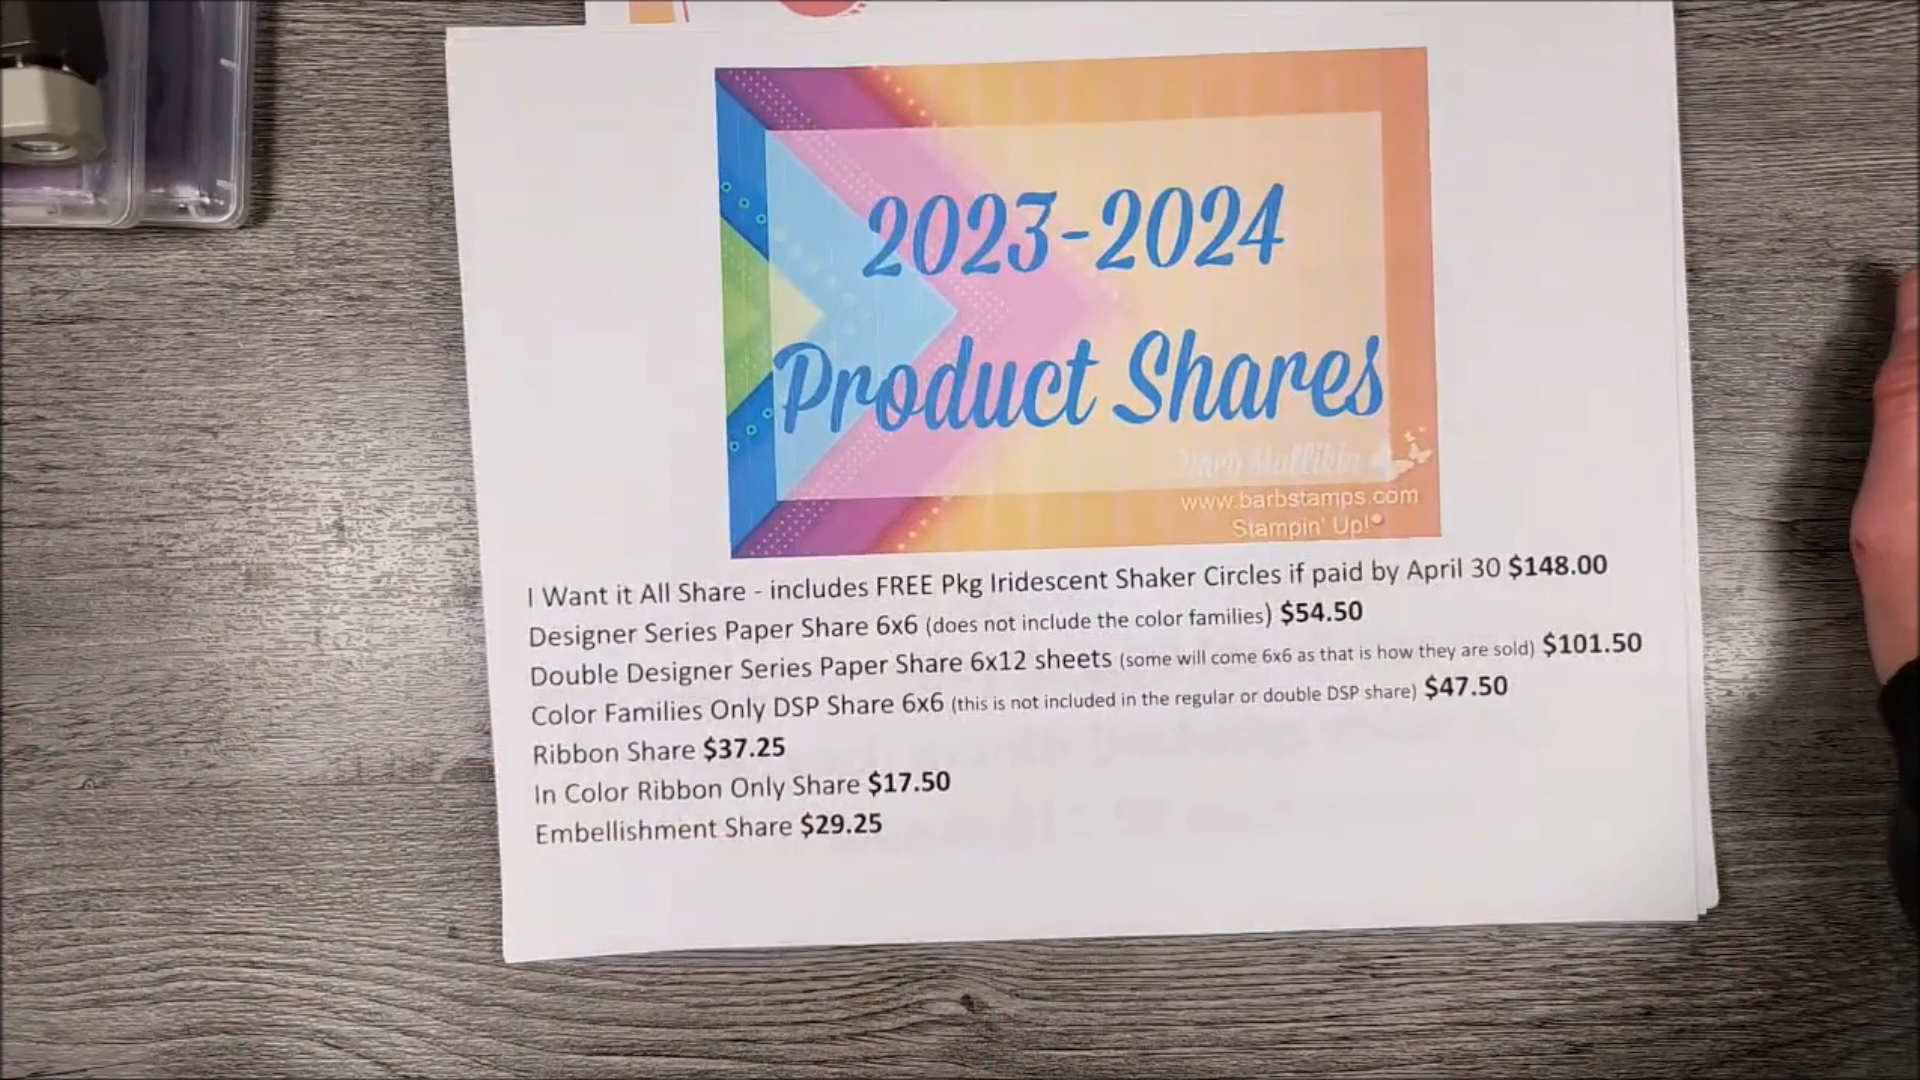 2023-2024
Product Shares
Barb Mullikin
www.barbstamps.com
Stampin' Up!®
I Want it All Share - includes FREE Pkg Iridescent Shaker Circles if paid by April 30 $148.00
Designer Series Paper Share 6x6 (does not include the color families) $54.50
Double Designer Series Paper Share 6x12 sheets (some will come 6x6 as that is how they are sold) $101.50
Color Families Only DSP Share 6x6 (this is not included in the regular or double DSP share) $47.50
Ribbon Share $37.25
In Color Ribbon Only Share $17.50
Embellishment Share $29.25